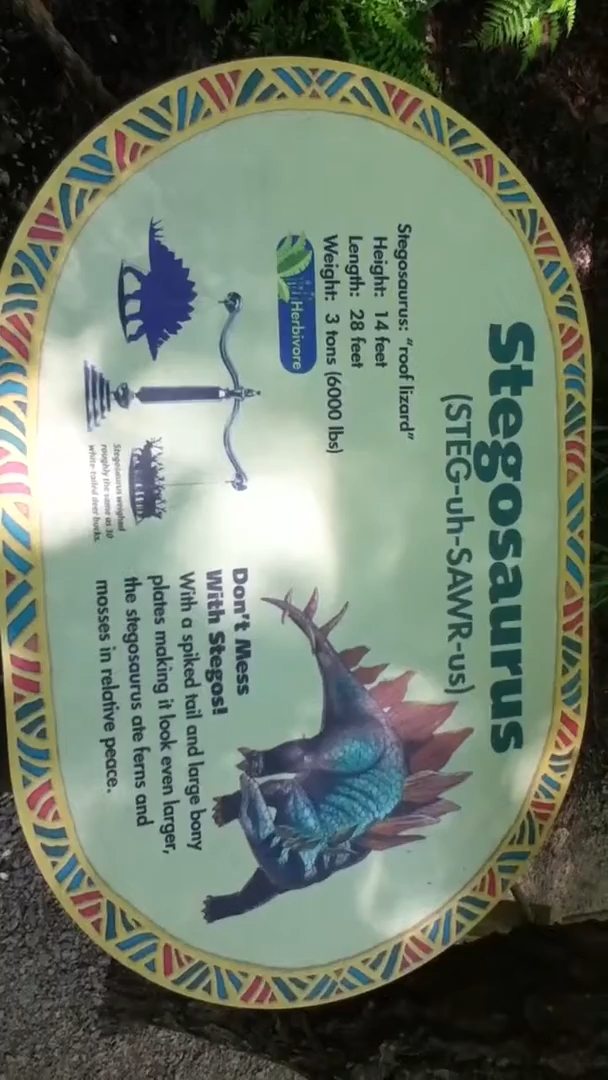 Stegosaurus
(STEG-uh-SAWR-us)
Stegosaurus: "roof lizard"
Height: 14 feet
Length: 28 feet
Weight: 3 tons (6000 lbs)
Herbivore
Stegosaurus weighed
roughly the same as 30
white-tailed deer bucks.
Don't Mess
With Stegos!
With a spiked tail and large bony
plates making it look even larger,
the stegosaurus ate ferns and
mosses in relative peace.